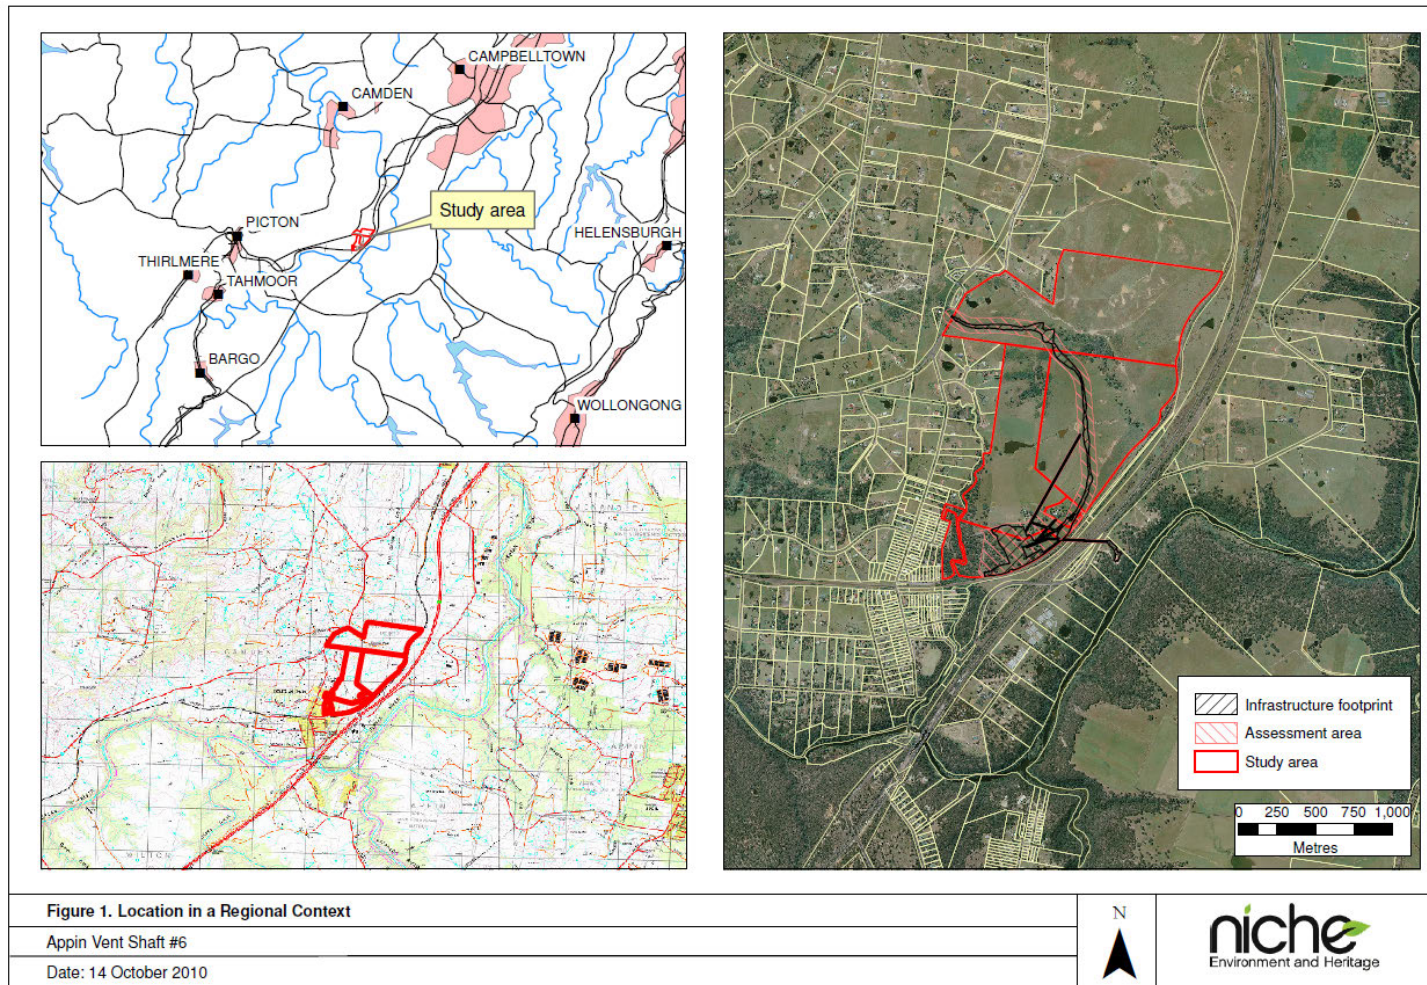 CAMPBELLTOWN
CAMDEN
Study area
PICTON
HELENSBURGH
THIRLMERE
TAHMOOR
BARGO
WOLLONGONG
Infrastructure footprint
Assessment area
Study area
0 250 500 750 1,000
Metres
Figure 1. Location in a Regional Context
Appin Vent Shaft #6
Date: 14 October 2010
N
niche
Environment and Heritage